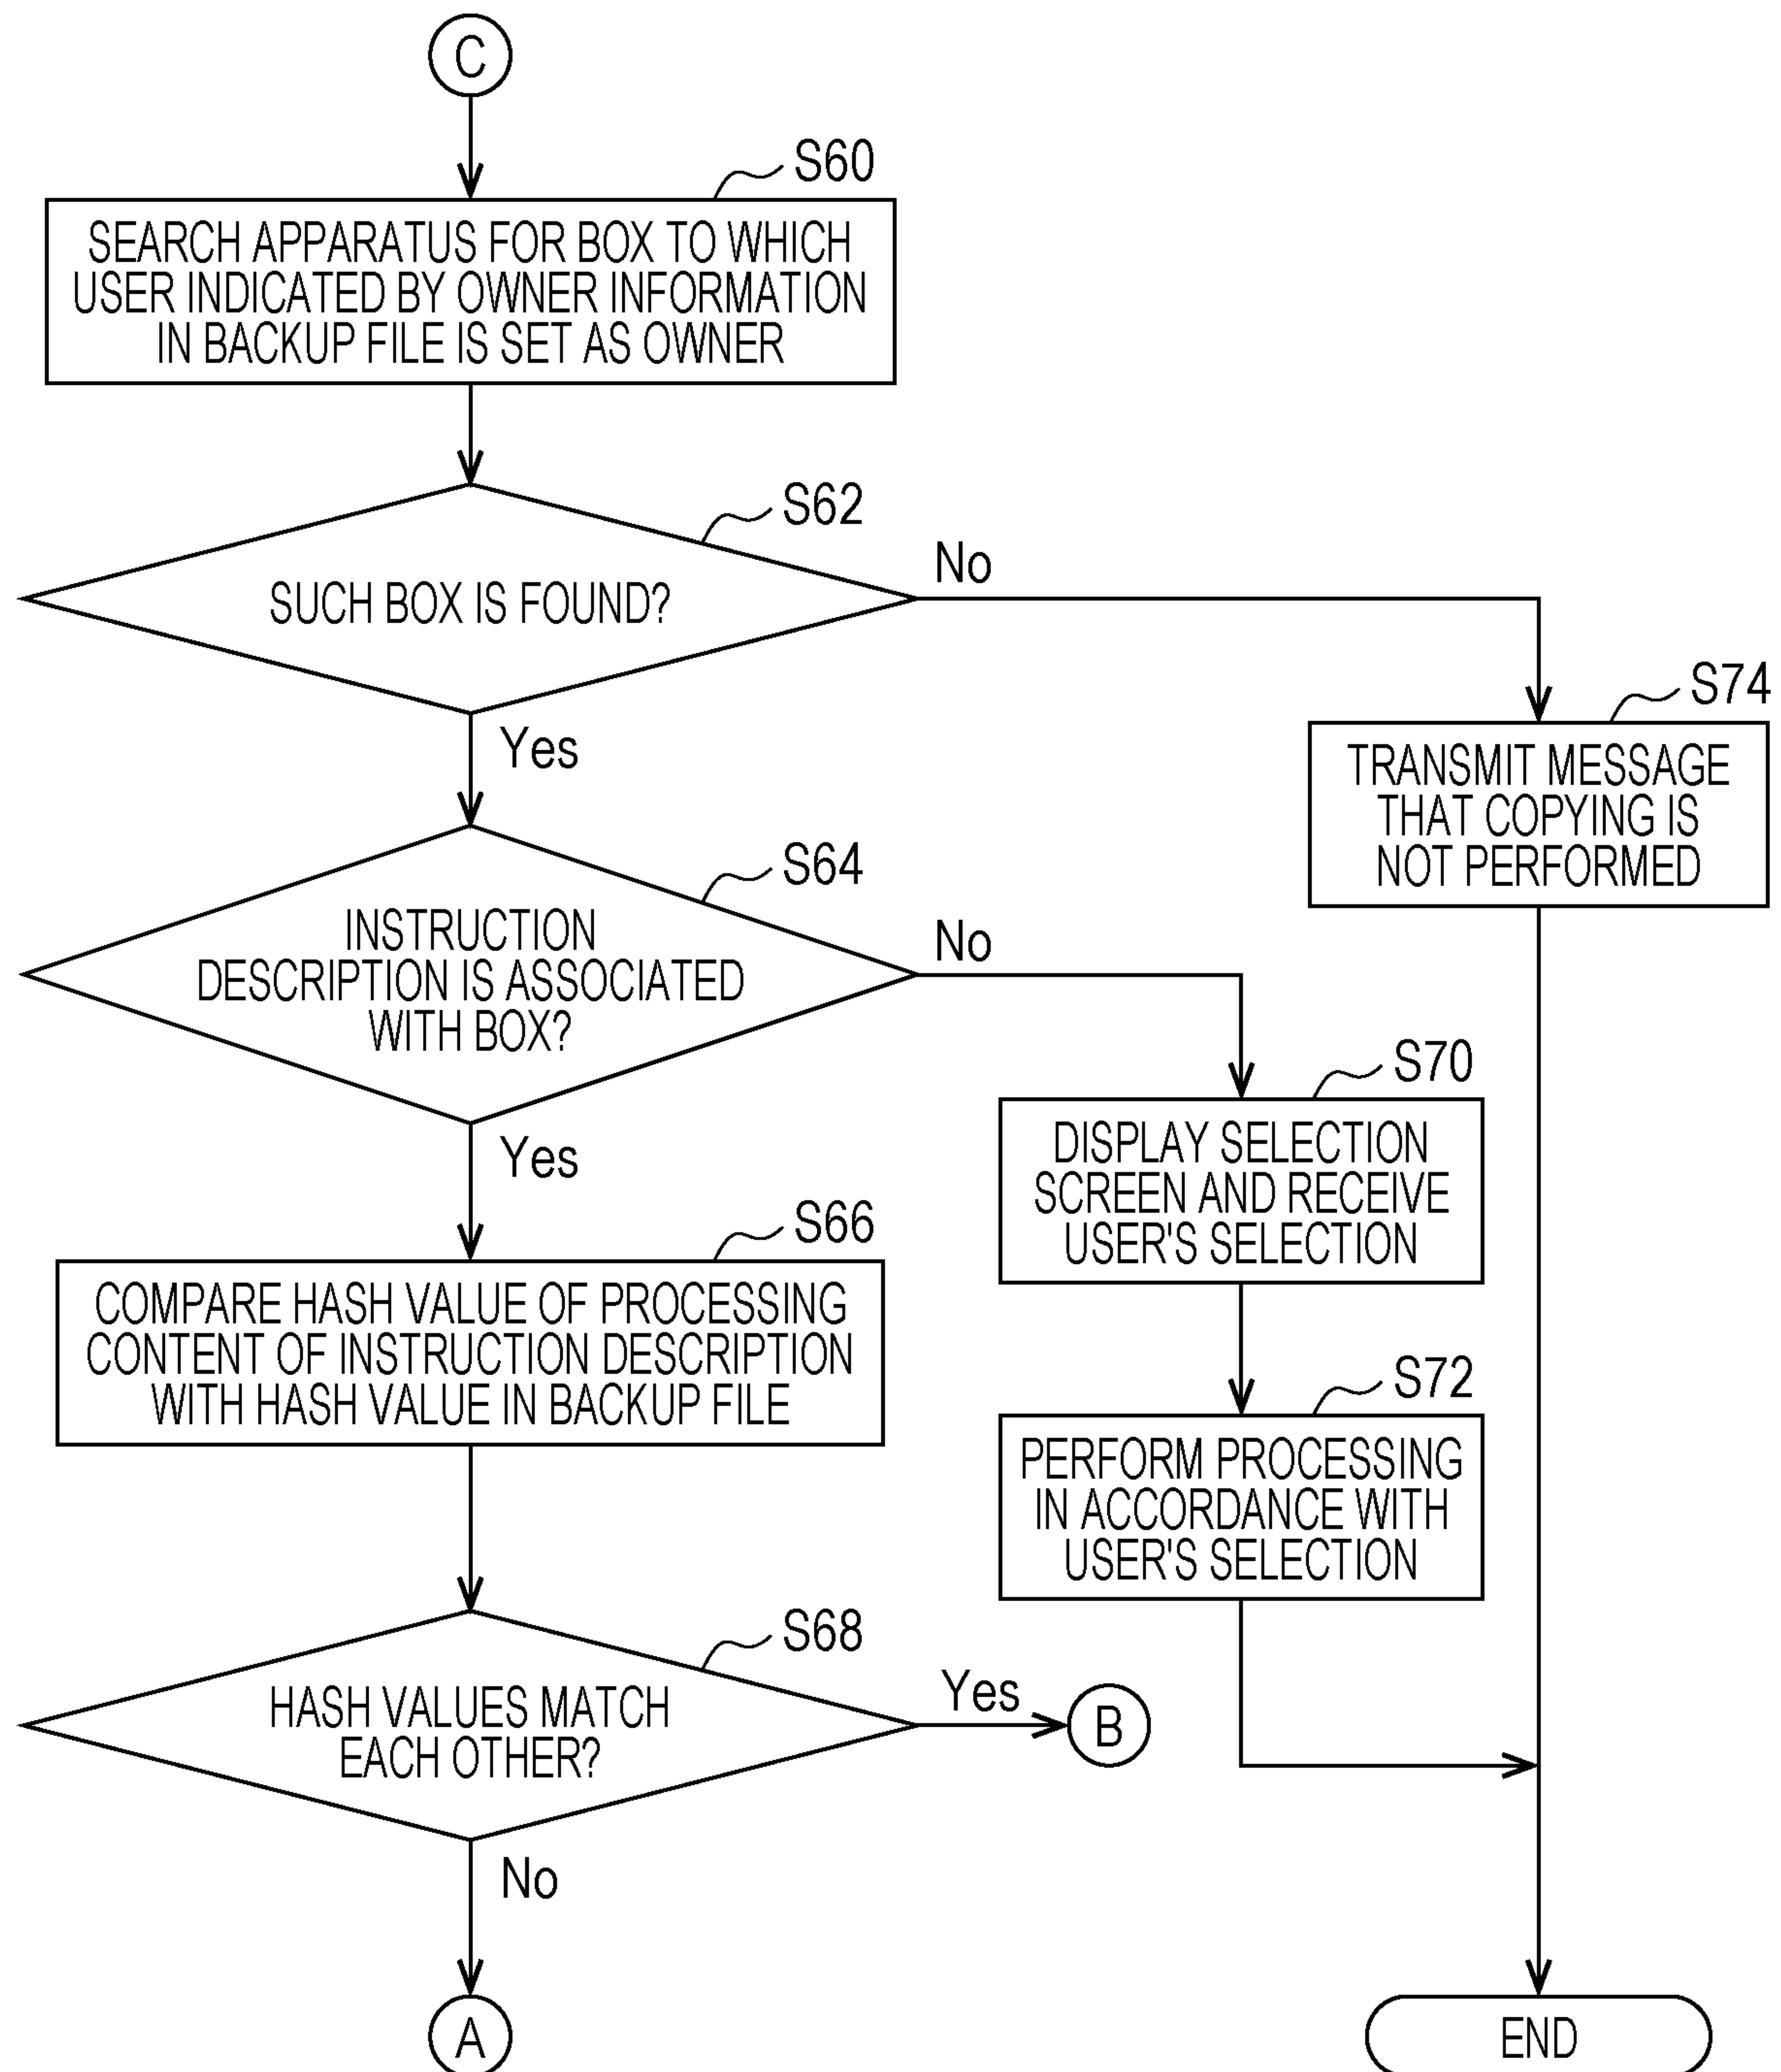 C
S60
SEARCH APPARATUS FOR BOX TO WHICH
USER INDICATED BY OWNER INFORMATION
IN BACKUP FILE IS SET AS OWNER
S62
SUCH BOX IS FOUND?
No
Yes
S74
TRANSMIT MESSAGE
THAT COPYING IS
NOT PERFORMED
S64
INSTRUCTION
DESCRIPTION IS ASSOCIATED
WITH BOX?
No
Yes
S70
DISPLAY SELECTION
SCREEN AND RECEIVE
USER'S SELECTION
S66
COMPARE HASH VALUE OF PROCESSING
CONTENT OF INSTRUCTION DESCRIPTION
WITH HASH VALUE IN BACKUP FILE
S72
PERFORM PROCESSING
IN ACCORDANCE WITH
USER'S SELECTION
S68
HASH VALUES MATCH
EACH OTHER?
Yes
B
No
A
END